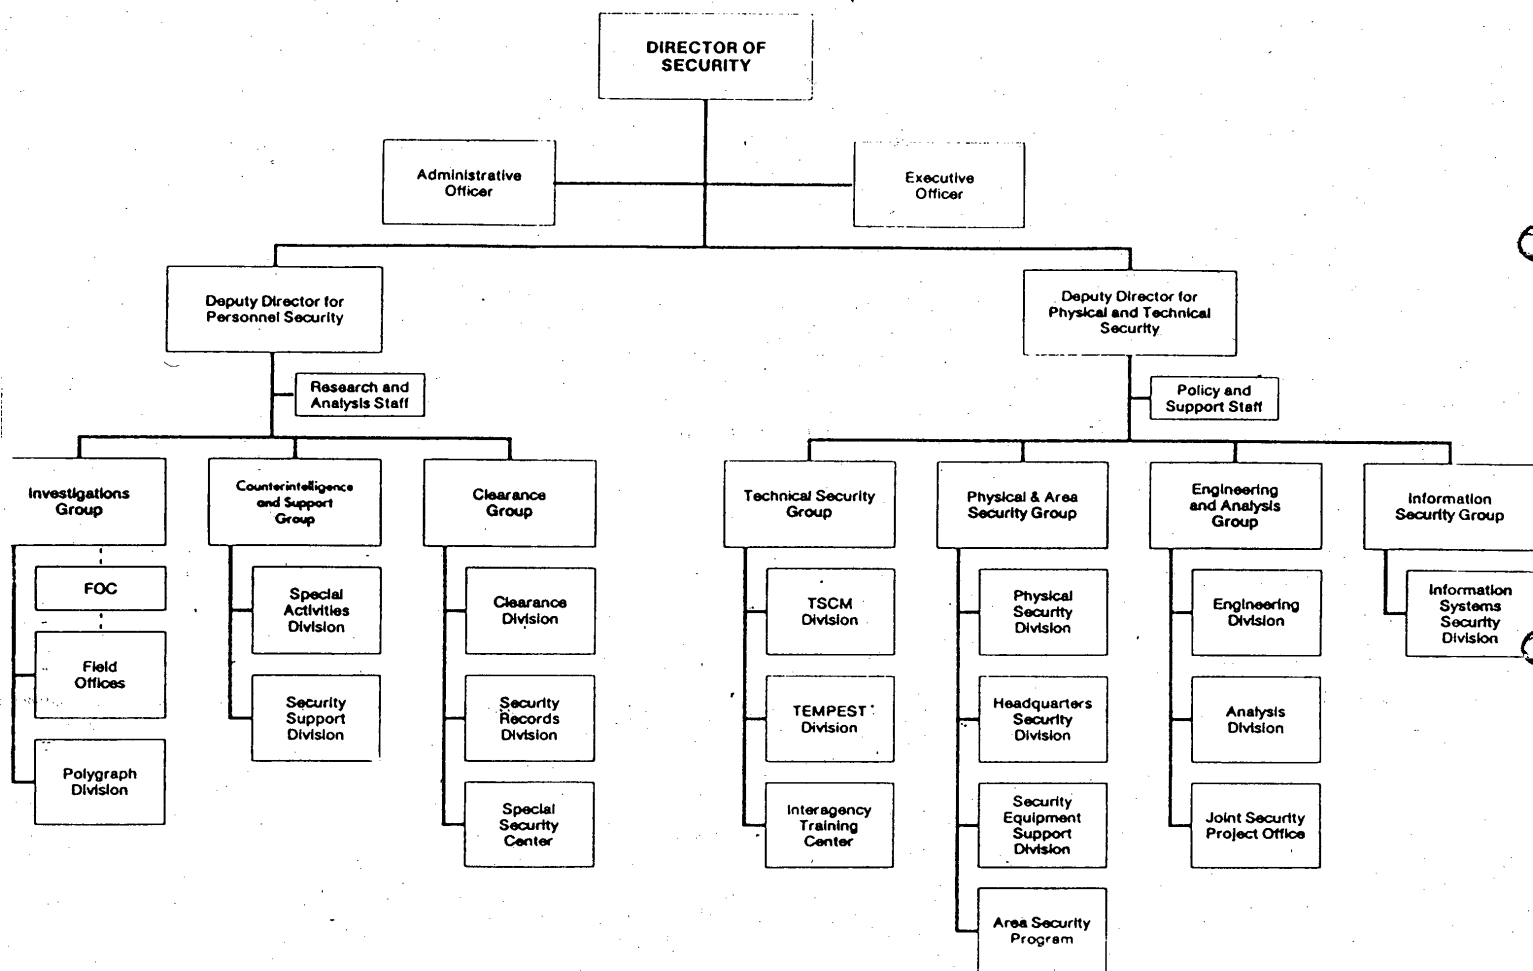 DIRECTOR OF
SECURITY
Administrative
Officer
Executive
Officer
Deputy Director for
Personnel Security
Deputy Director for
Physical and Technical
Security
Research and
Analysis Staff
Policy and
Support Staff
Investigations
Group
Counterintelligence
and Support
Group
Clearance
Group
Technical Security
Group
Physical & Area
Security Group
Engineering
and Analysis
Group
Information
Security Group
FOC
Field
Offices
Polygraph
Division
Special
Activities
Division
Security
Support
Division
Clearance
Division
Security
Records
Division
Special
Security
Center
TSCM
Division
TEMPEST
Division
Interagency
Training
Center
Physical
Security
Division
Headquarters
Security
Division
Security
Equipment
Support
Division
Area Security
Program
Engineering
Division
Analysis
Division
Joint Security
Project Office
Information
Systems
Security
Division